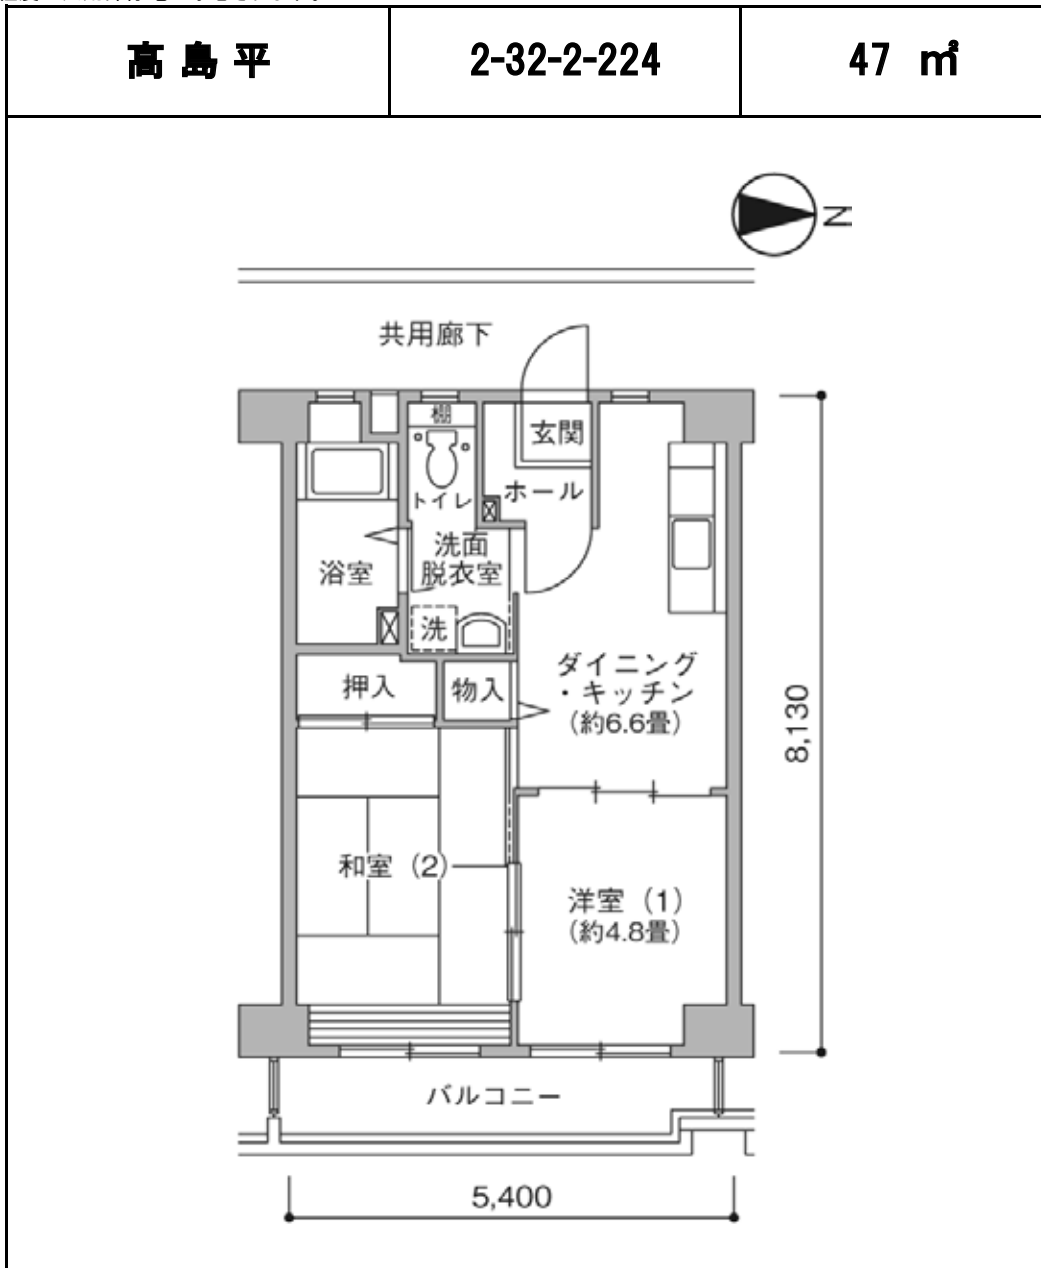 高島平
2-32-2-224
47 ㎡
N
共用廊下
棚
玄関
トイレ
ホール
洗面
脱衣室
浴室
洗
ダイニング
・キッチン
(約6.6畳)
押入
物入
8,130
和室 (2)
洋室 (1)
(約4.8畳)
バルコニー
5,400